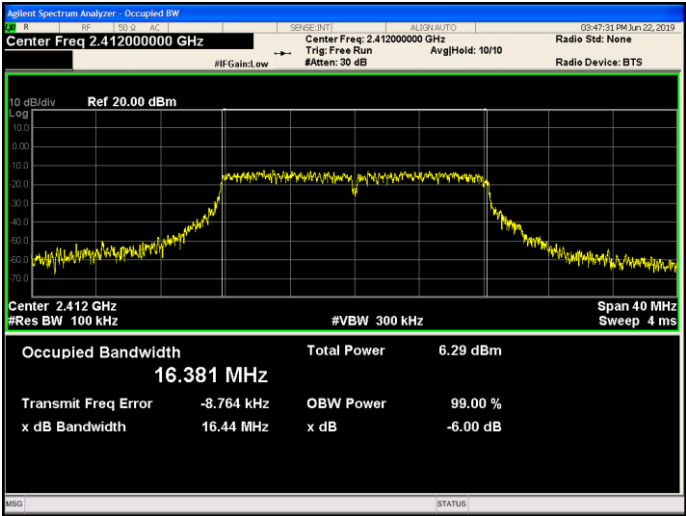 Agilent Spectrum Analyzer - Occupied BW
R RF 50 Ω AC SENSE:INT ALIGNAUTO 03:47:31 PM Jun 22, 2019
Center Freq 2.412000000 GHz Center Freq: 2.412000000 GHz Radio Std: None
Trig: Free Run Avg|Hold: 10/10
#IFGain:Low #Atten: 30 dB Radio Device: BTS
10 dB/div Ref 20.00 dBm
Log
10.0
0.00
-10.0
-20.0
-30.0
-40.0
-50.0
-60.0
-70.0
Center 2.412 GHz Span 40 MHz
#Res BW 100 kHz #VBW 300 kHz Sweep 4 ms
Occupied Bandwidth Total Power 6.29 dBm
16.381 MHz
Transmit Freq Error -8.764 kHz OBW Power 99.00 %
x dB Bandwidth 16.44 MHz x dB -6.00 dB
MSG STATUS